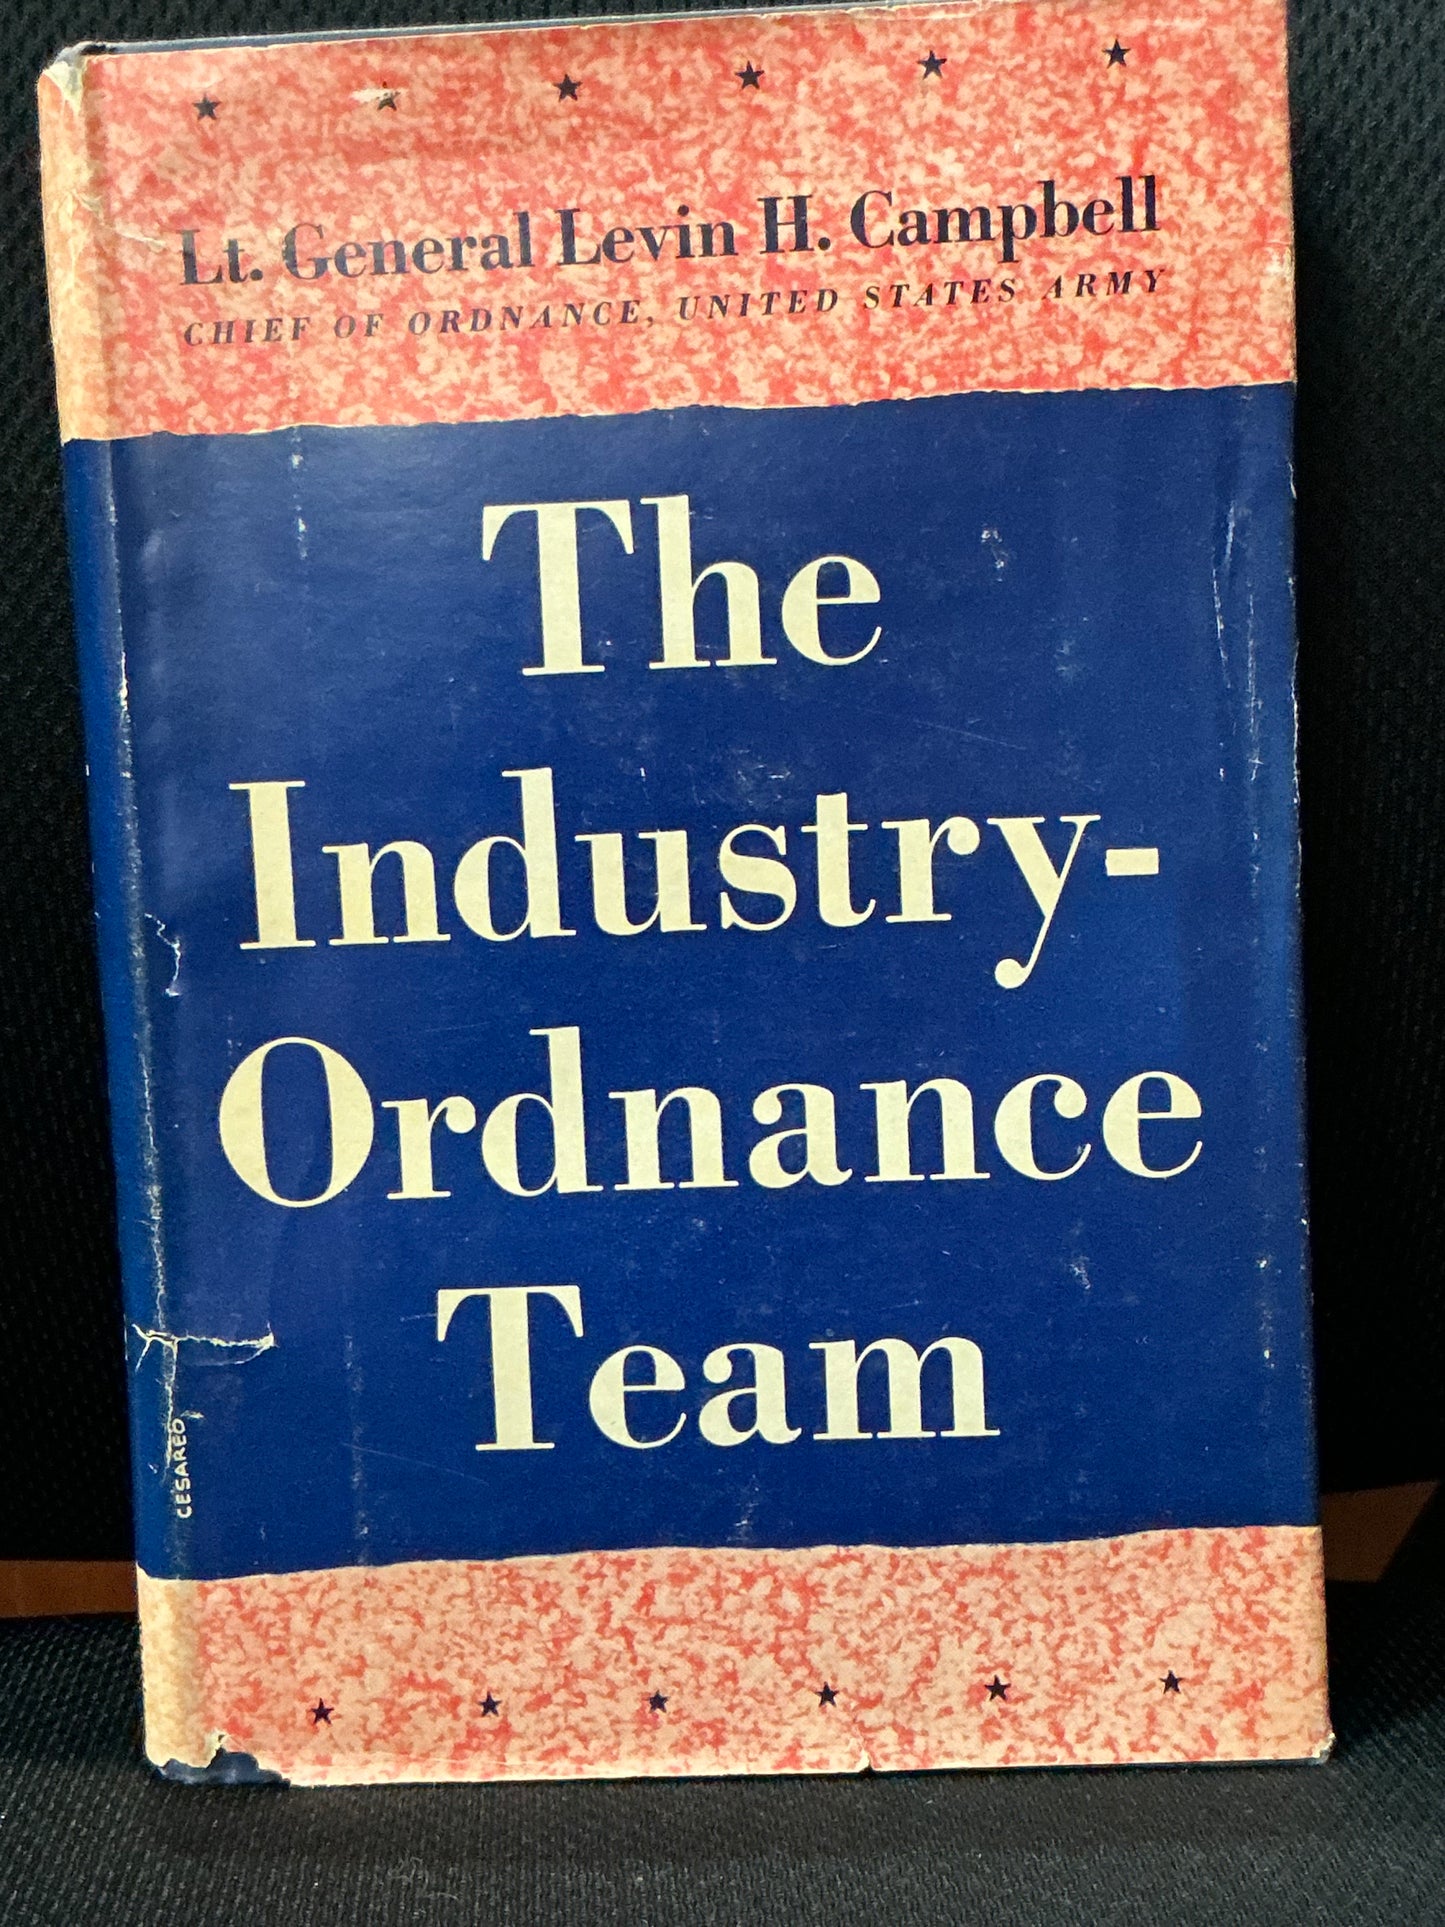 Lt. General Levin H. Campbell
CHIEF OF ORDNANCE, UNITED STATES ARMY
The
Industry-
Ordnance
Team
CESAREO